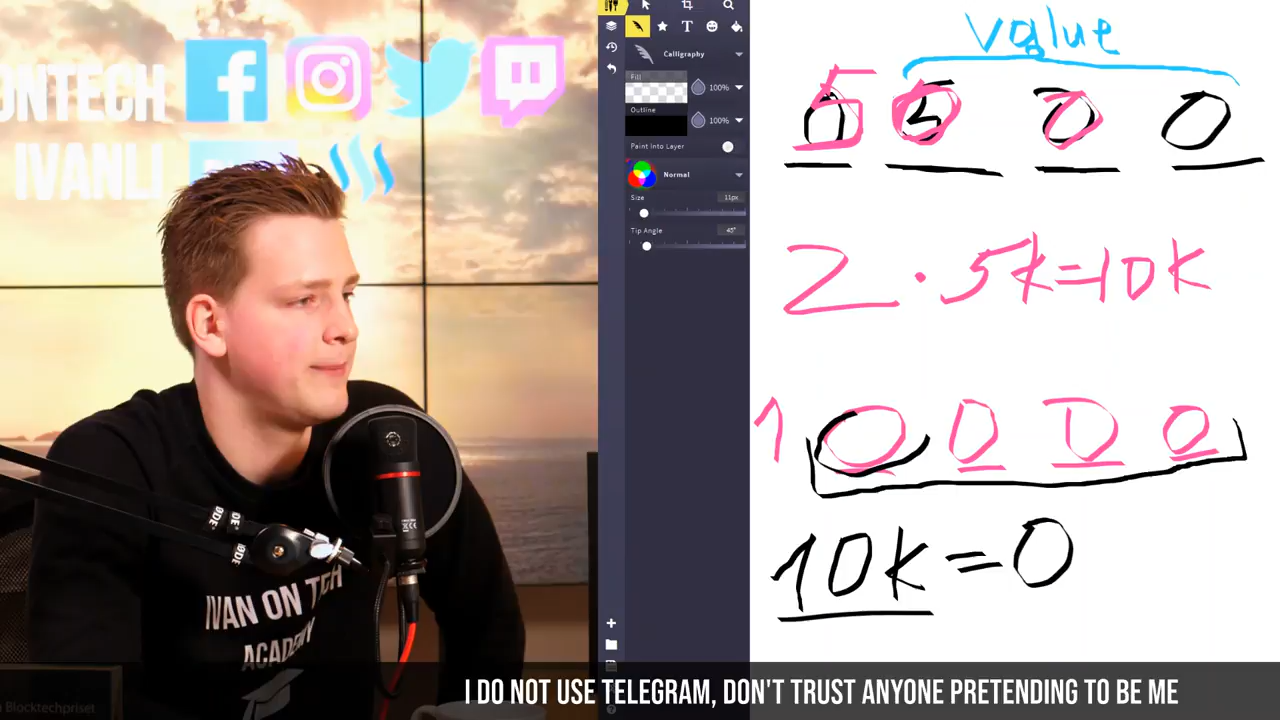 ONTECH
IVANLI
IVAN ON TECH
ACADEMY
Blocktechpriset
Calligraphy
Fill
100%
Outline
100%
Paint Into Layer
Normal
Size
11px
Tip Angle
45°
value
5 5 0 0
2 · 5k=10k
1 0 0 0 0
10k = 0
I DO NOT USE TELEGRAM, DON'T TRUST ANYONE PRETENDING TO BE ME